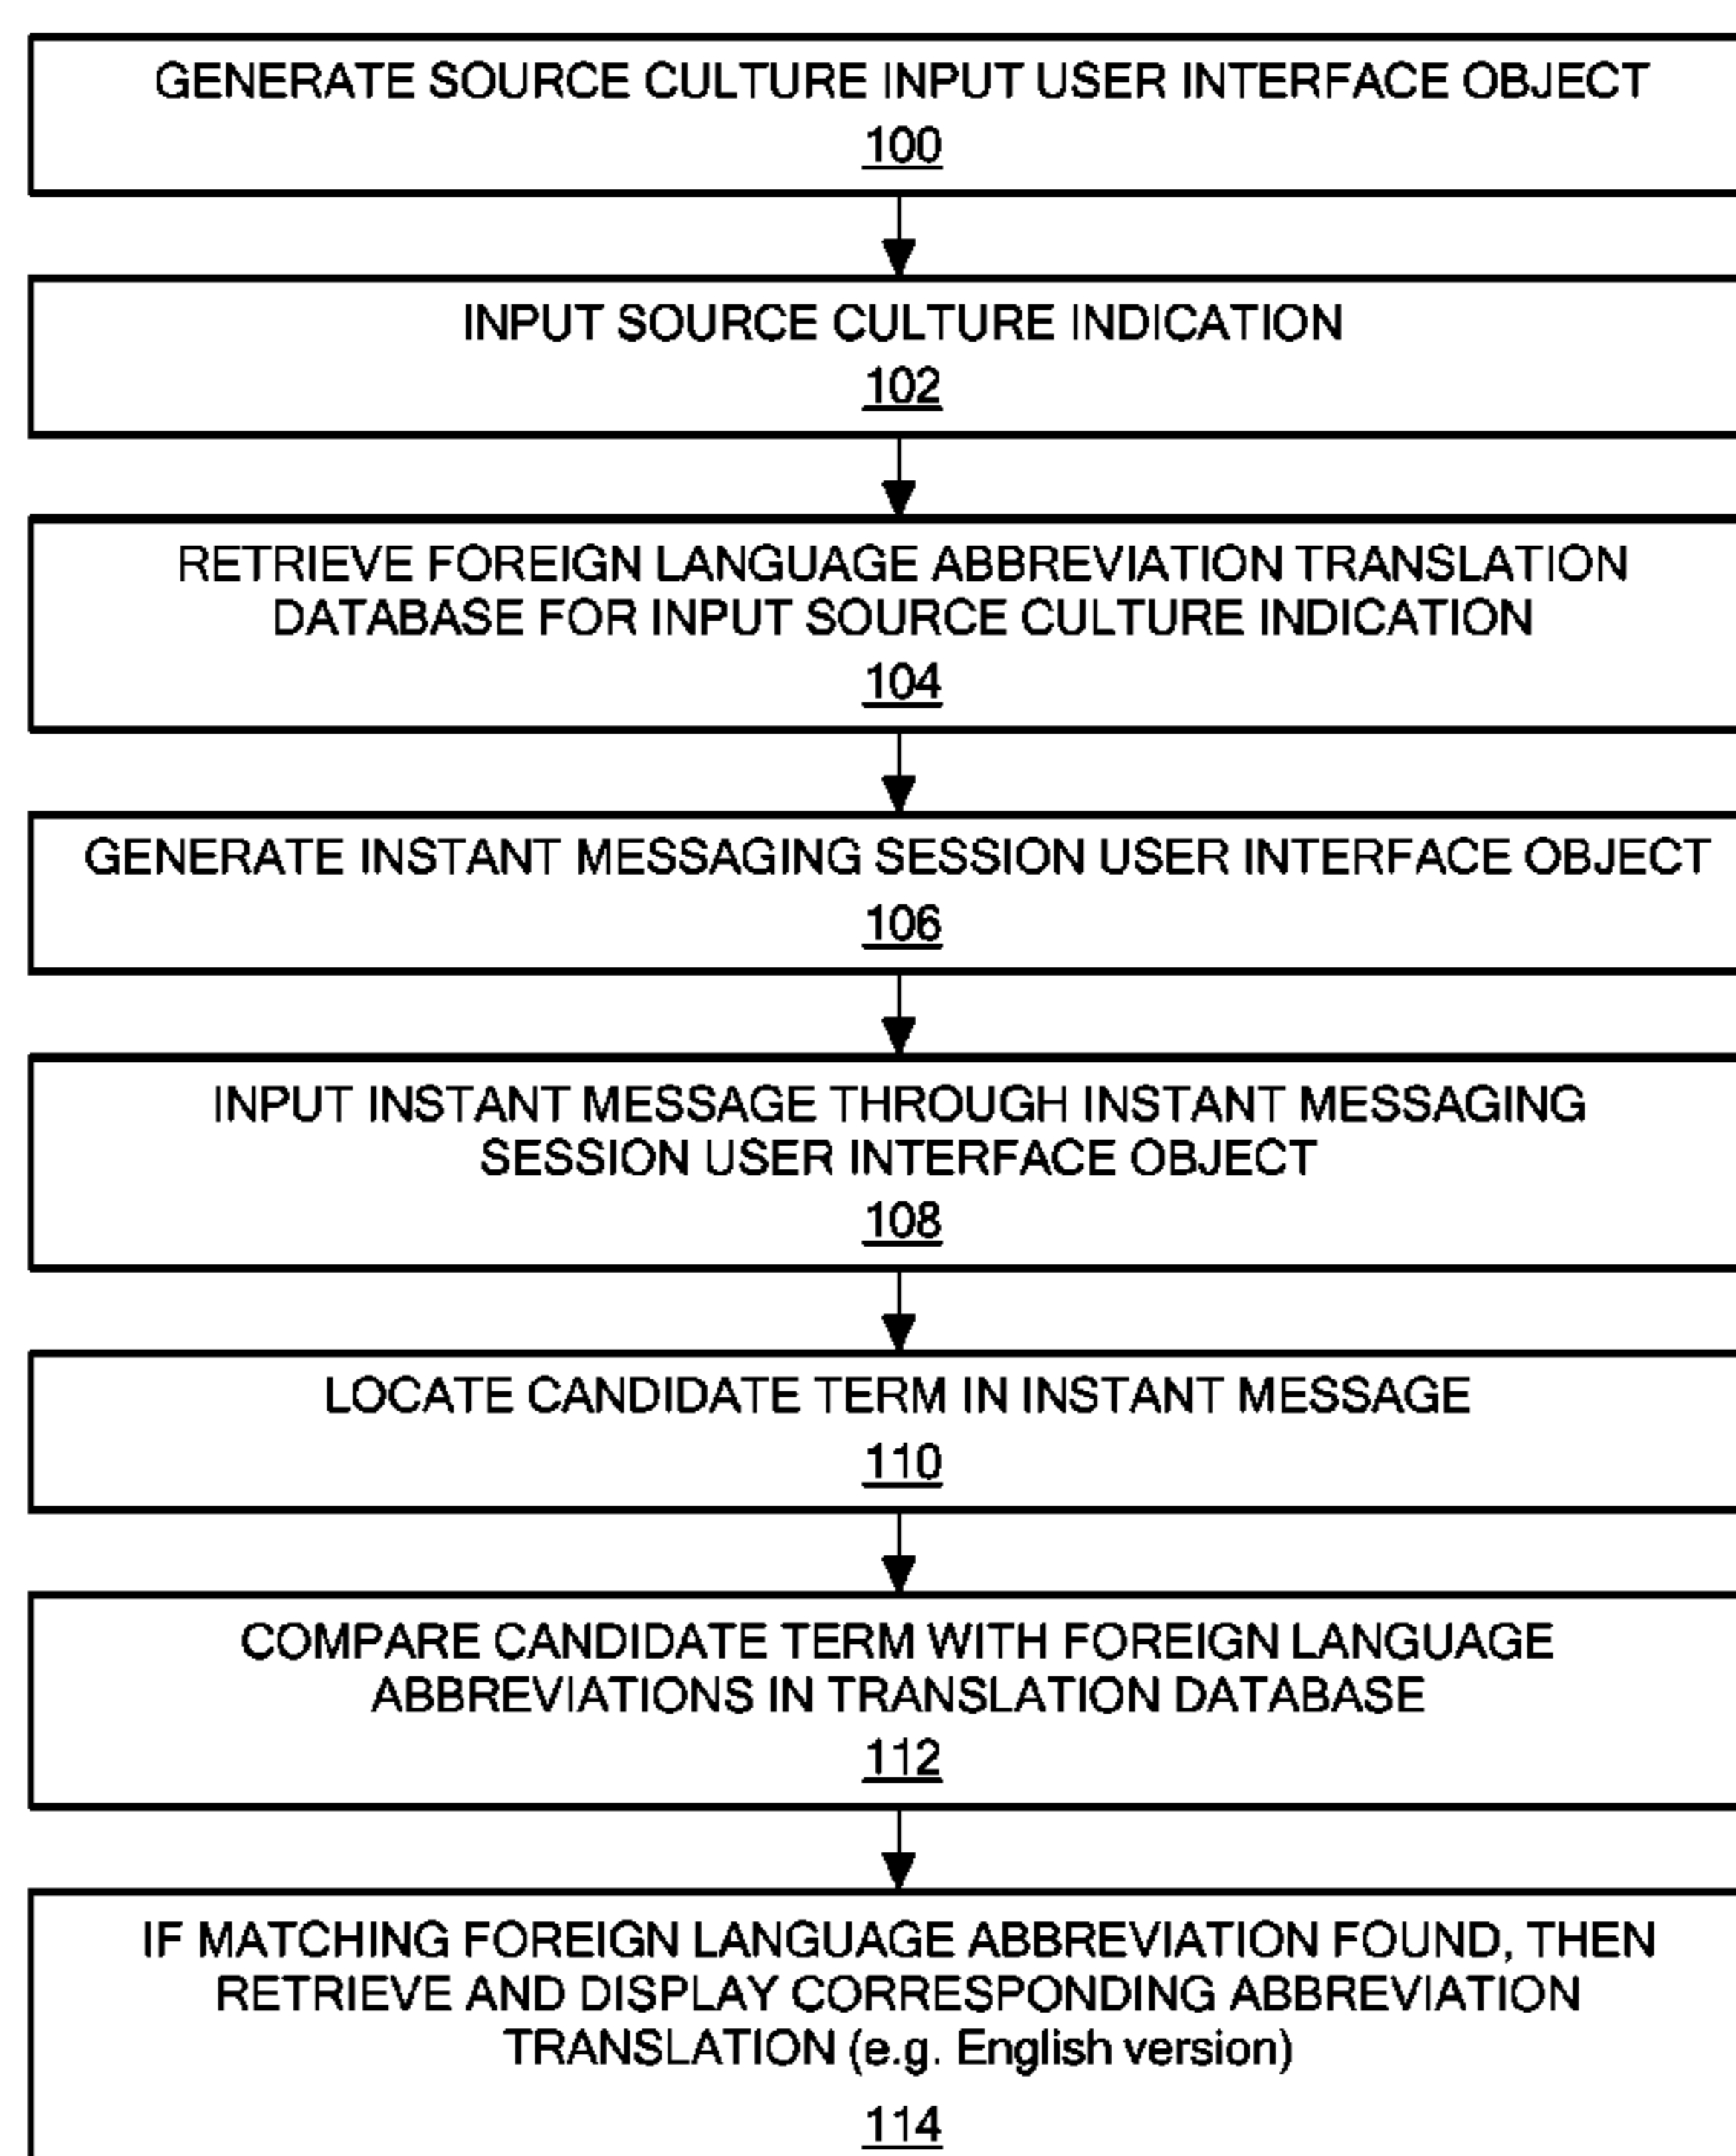 GENERATE SOURCE CULTURE INPUT USER INTERFACE OBJECT
100
INPUT SOURCE CULTURE INDICATION
102
RETRIEVE FOREIGN LANGUAGE ABBREVIATION TRANSLATION
DATABASE FOR INPUT SOURCE CULTURE INDICATION
104
GENERATE INSTANT MESSAGING SESSION USER INTERFACE OBJECT
106
INPUT INSTANT MESSAGE THROUGH INSTANT MESSAGING
SESSION USER INTERFACE OBJECT
108
LOCATE CANDIDATE TERM IN INSTANT MESSAGE
110
COMPARE CANDIDATE TERM WITH FOREIGN LANGUAGE
ABBREVIATIONS IN TRANSLATION DATABASE
112
IF MATCHING FOREIGN LANGUAGE ABBREVIATION FOUND, THEN
RETRIEVE AND DISPLAY CORRESPONDING ABBREVIATION
TRANSLATION (e.g. English version)
114